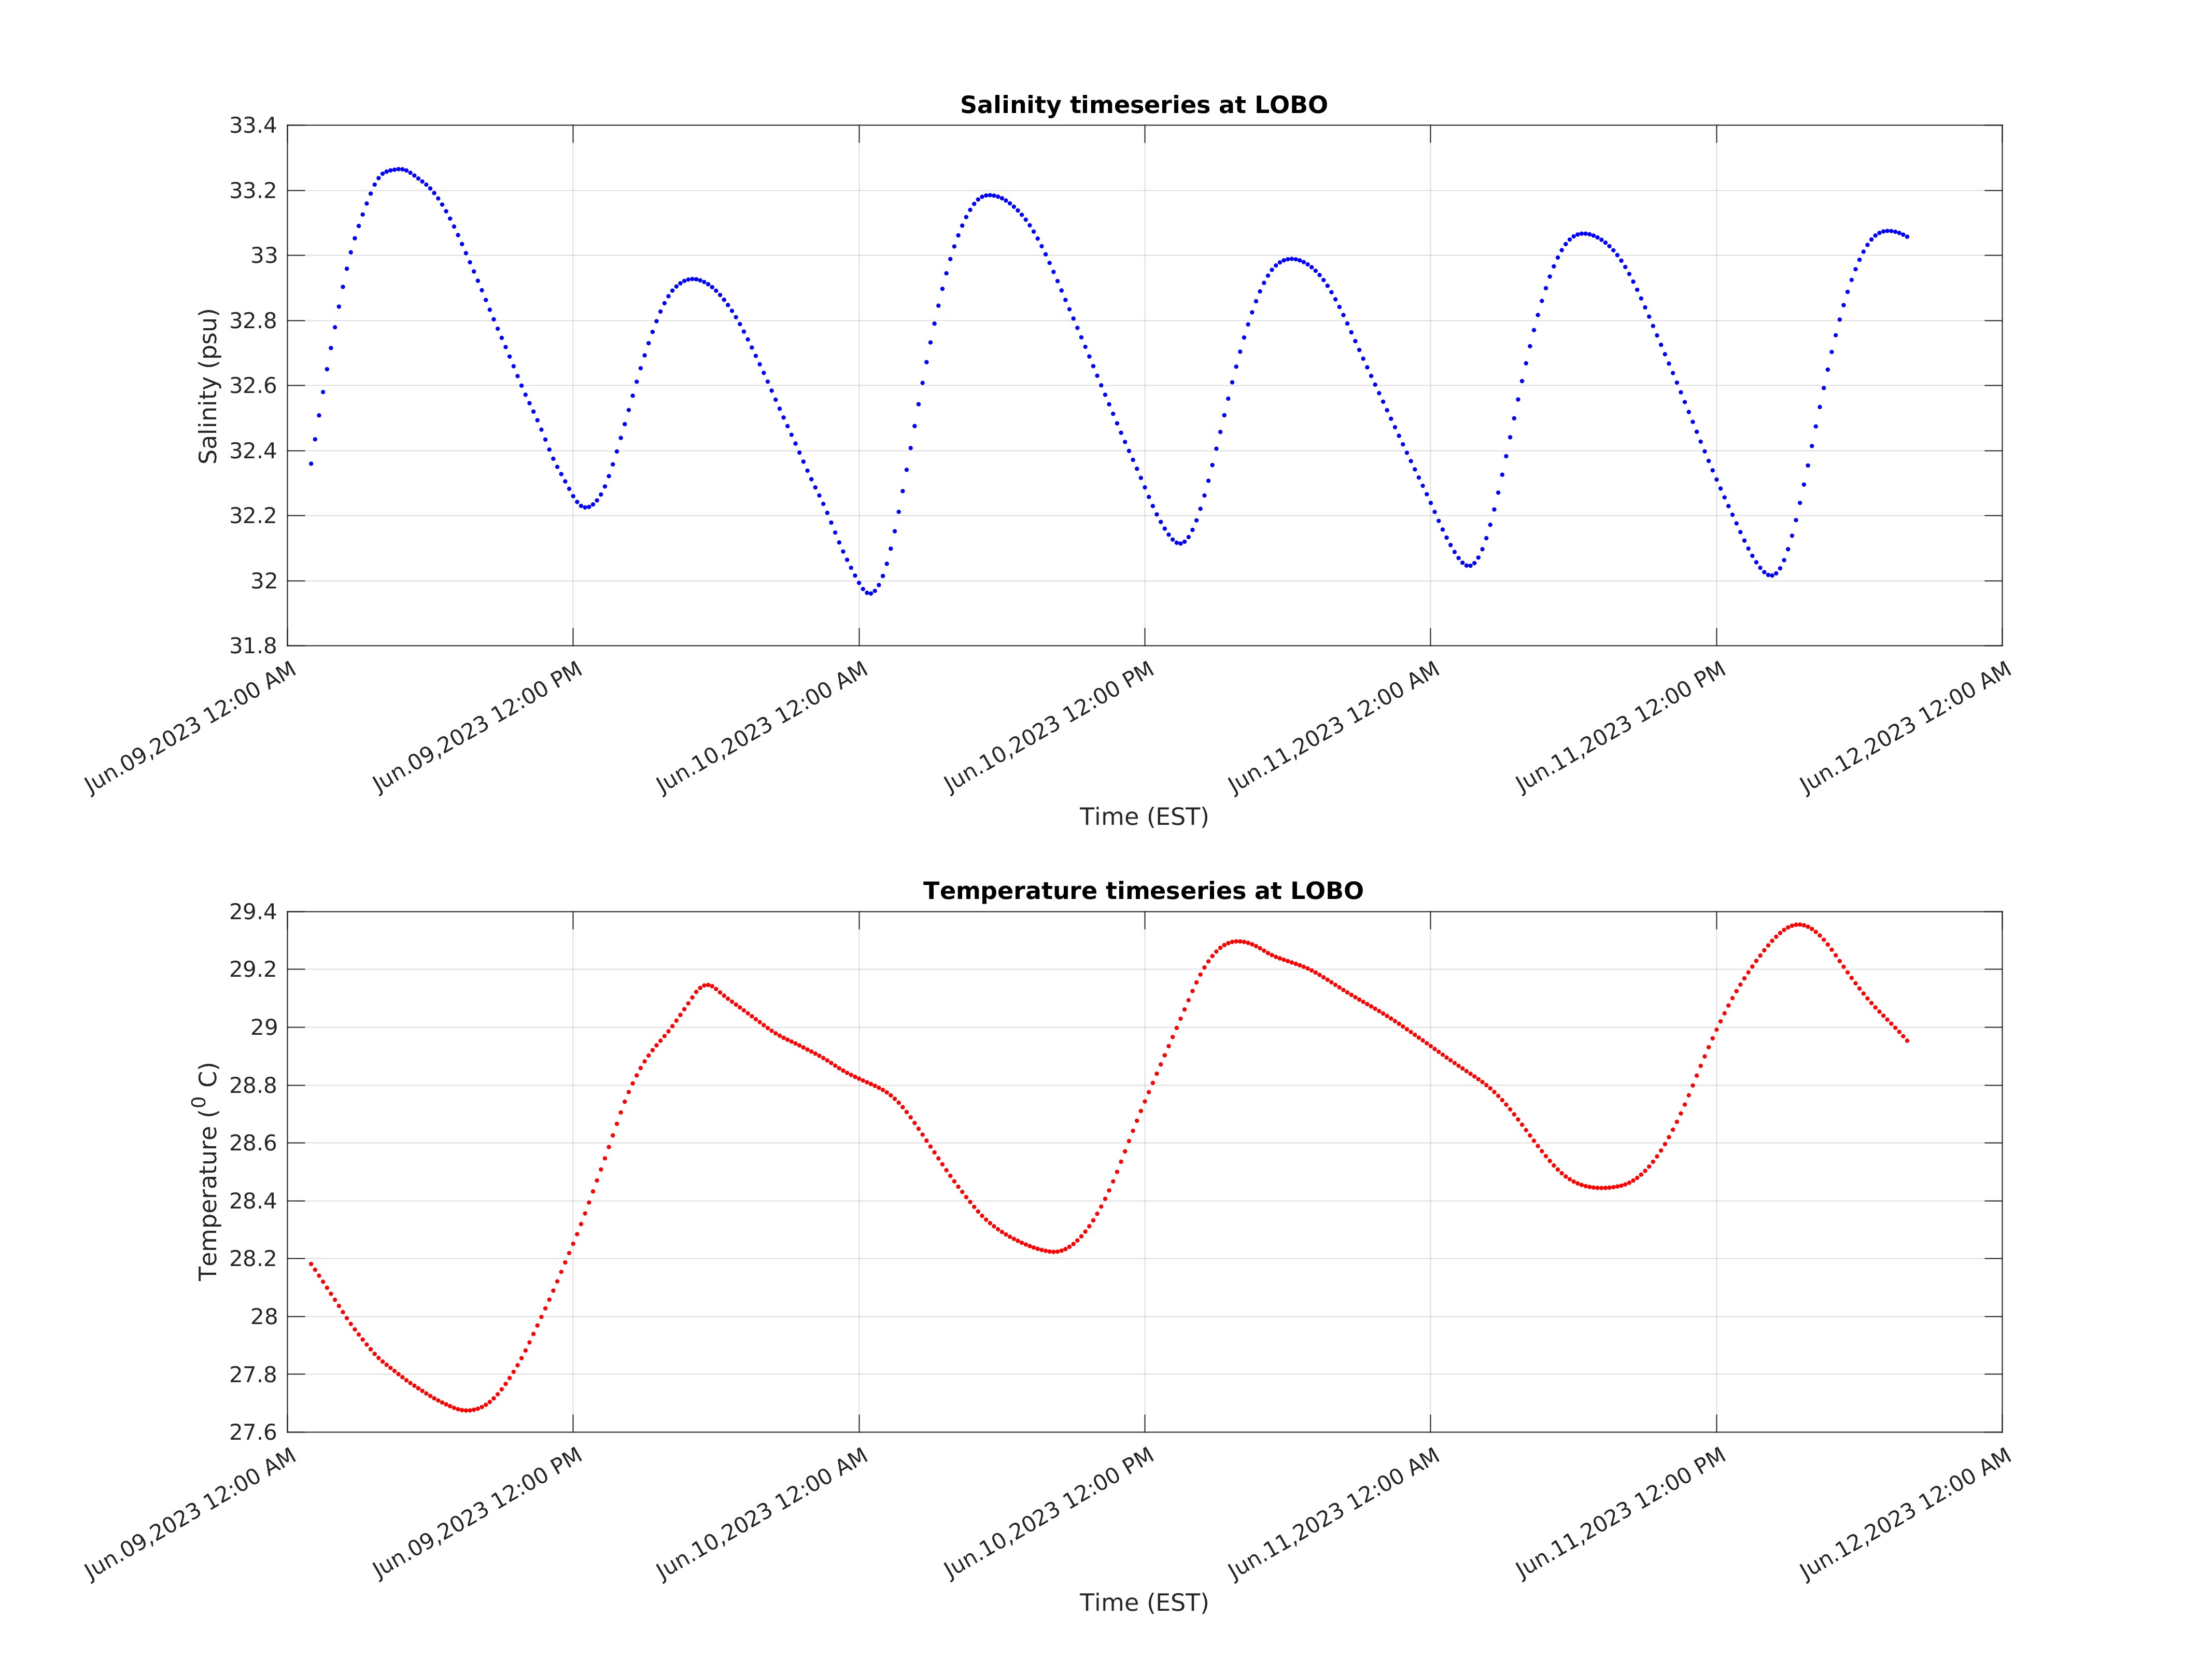 Salinity timeseries at LOBO
Salinity (psu)
33.4
33.2
33
32.8
32.6
32.4
32.2
32
31.8
Jun.09,2023 12:00 AM
Jun.09,2023 12:00 PM
Jun.10,2023 12:00 AM
Jun.10,2023 12:00 PM
Jun.11,2023 12:00 AM
Jun.11,2023 12:00 PM
Jun.12,2023 12:00 AM
Time (EST)
Temperature timeseries at LOBO
Temperature (⁰ C)
29.4
29.2
29
28.8
28.6
28.4
28.2
28
27.8
27.6
Jun.09,2023 12:00 AM
Jun.09,2023 12:00 PM
Jun.10,2023 12:00 AM
Jun.10,2023 12:00 PM
Jun.11,2023 12:00 AM
Jun.11,2023 12:00 PM
Jun.12,2023 12:00 AM
Time (EST)